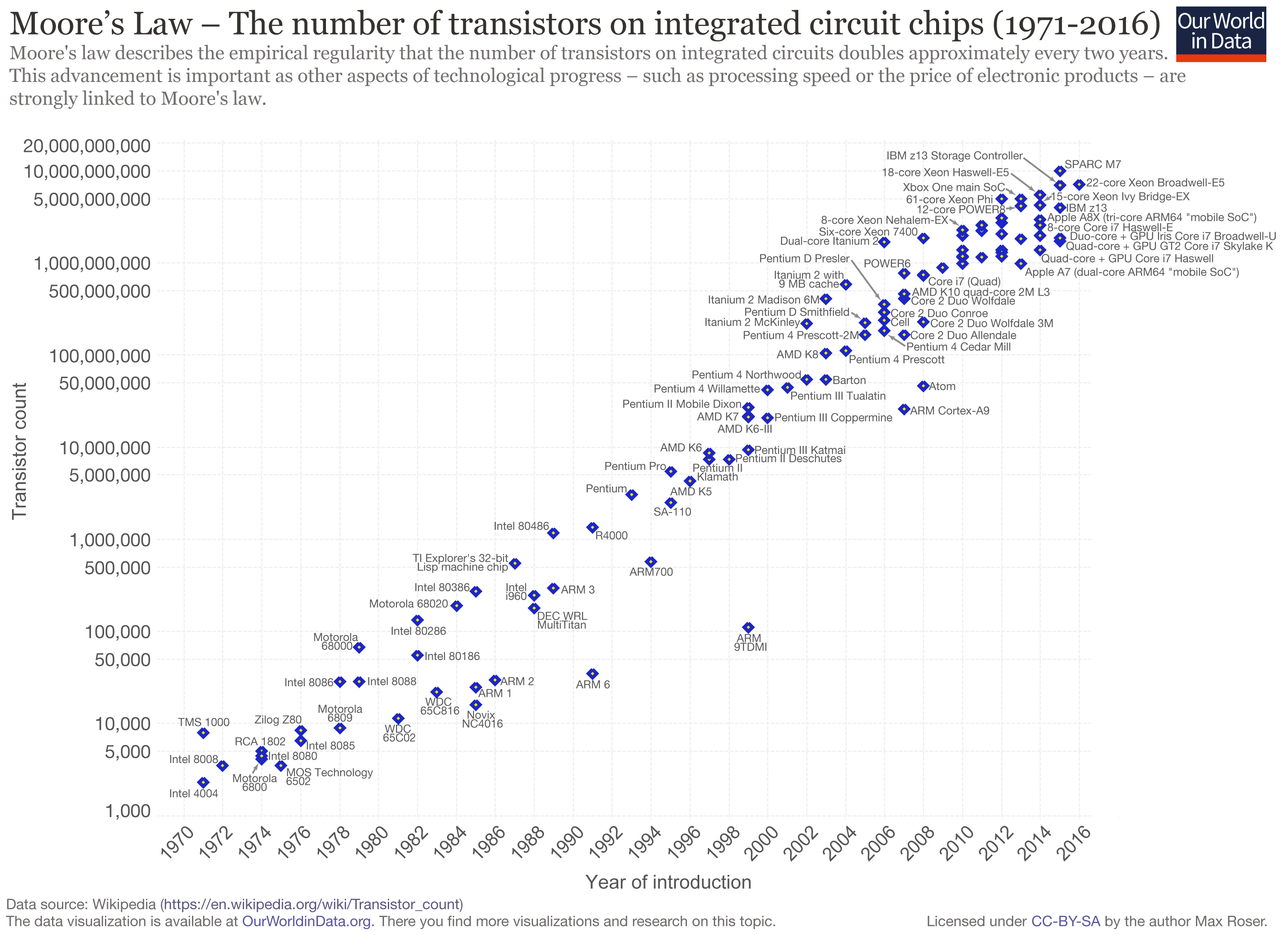 Moore's Law – The number of transistors on integrated circuit chips (1971-2016)
Our World
in Data
Moore's law describes the empirical regularity that the number of transistors on integrated circuits doubles approximately every two years.
This advancement is important as other aspects of technological progress – such as processing speed or the price of electronic products – are
strongly linked to Moore's law.
Transistor count
20,000,000,000
10,000,000,000
5,000,000,000
1,000,000,000
500,000,000
100,000,000
50,000,000
10,000,000
5,000,000
1,000,000
500,000
100,000
50,000
10,000
5,000
1,000
IBM z13 Storage Controller
SPARC M7
18-core Xeon Haswell-E5
22-core Xeon Broadwell-E5
Xbox One main SoC
61-core Xeon Phi
15-core Xeon Ivy Bridge-EX
12-core POWER8
IBM z13
8-core Xeon Nehalem-EX
Apple A8X (tri-core ARM64 "mobile SoC")
8-core Core i7 Haswell-E
Six-core Xeon 7400
Duo-core + GPU Iris Core i7 Broadwell-U
Dual-core Itanium 2
Quad-core + GPU GT2 Core i7 Skylake K
Pentium D Presler
POWER6
Quad-core + GPU Core i7 Haswell
Apple A7 (dual-core ARM64 "mobile SoC")
Itanium 2 with
9 MB cache
Core i7 (Quad)
AMD K10 quad-core 2M L3
Itanium 2 Madison 6M
Core 2 Duo Wolfdale
Pentium D Smithfield
Core 2 Duo Conroe
Itanium 2 McKinley
Cell
Core 2 Duo Wolfdale 3M
Pentium 4 Prescott-2M
Core 2 Duo Allendale
Pentium 4 Cedar Mill
AMD K8
Pentium 4 Prescott
Pentium 4 Northwood
Barton
Pentium 4 Willamette
Pentium III Tualatin
Atom
Pentium II Mobile Dixon
ARM Cortex-A9
AMD K7
Pentium III Coppermine
AMD K6-III
AMD K6
Pentium III Katmai
Pentium II Deschutes
Pentium Pro
Pentium II
Klamath
Pentium
AMD K5
SA-110
Intel 80486
R4000
TI Explorer's 32-bit
Lisp machine chip
ARM700
Intel 80386
Intel
i960
ARM 3
Motorola 68020
DEC WRL
MultiTitan
Intel 80286
ARM
9TDMI
Motorola
68000
Intel 80186
Intel 8086
Intel 8088
ARM 2
ARM 6
ARM 1
WDC
65C816
Novix
NC4016
Motorola
6809
WDC
65C02
TMS 1000
Zilog Z80
RCA 1802
Intel 8085
Intel 8008
Intel 8080
Motorola
6800
MOS Technology
6502
Intel 4004
1970
1972
1974
1976
1978
1980
1982
1984
1986
1988
1990
1992
1994
1996
1998
2000
2002
2004
2006
2008
2010
2012
2014
2016
Year of introduction
Data source: Wikipedia (https://en.wikipedia.org/wiki/Transistor_count)
The data visualization is available at OurWorldinData.org. There you find more visualizations and research on this topic.
Licensed under CC-BY-SA by the author Max Roser.